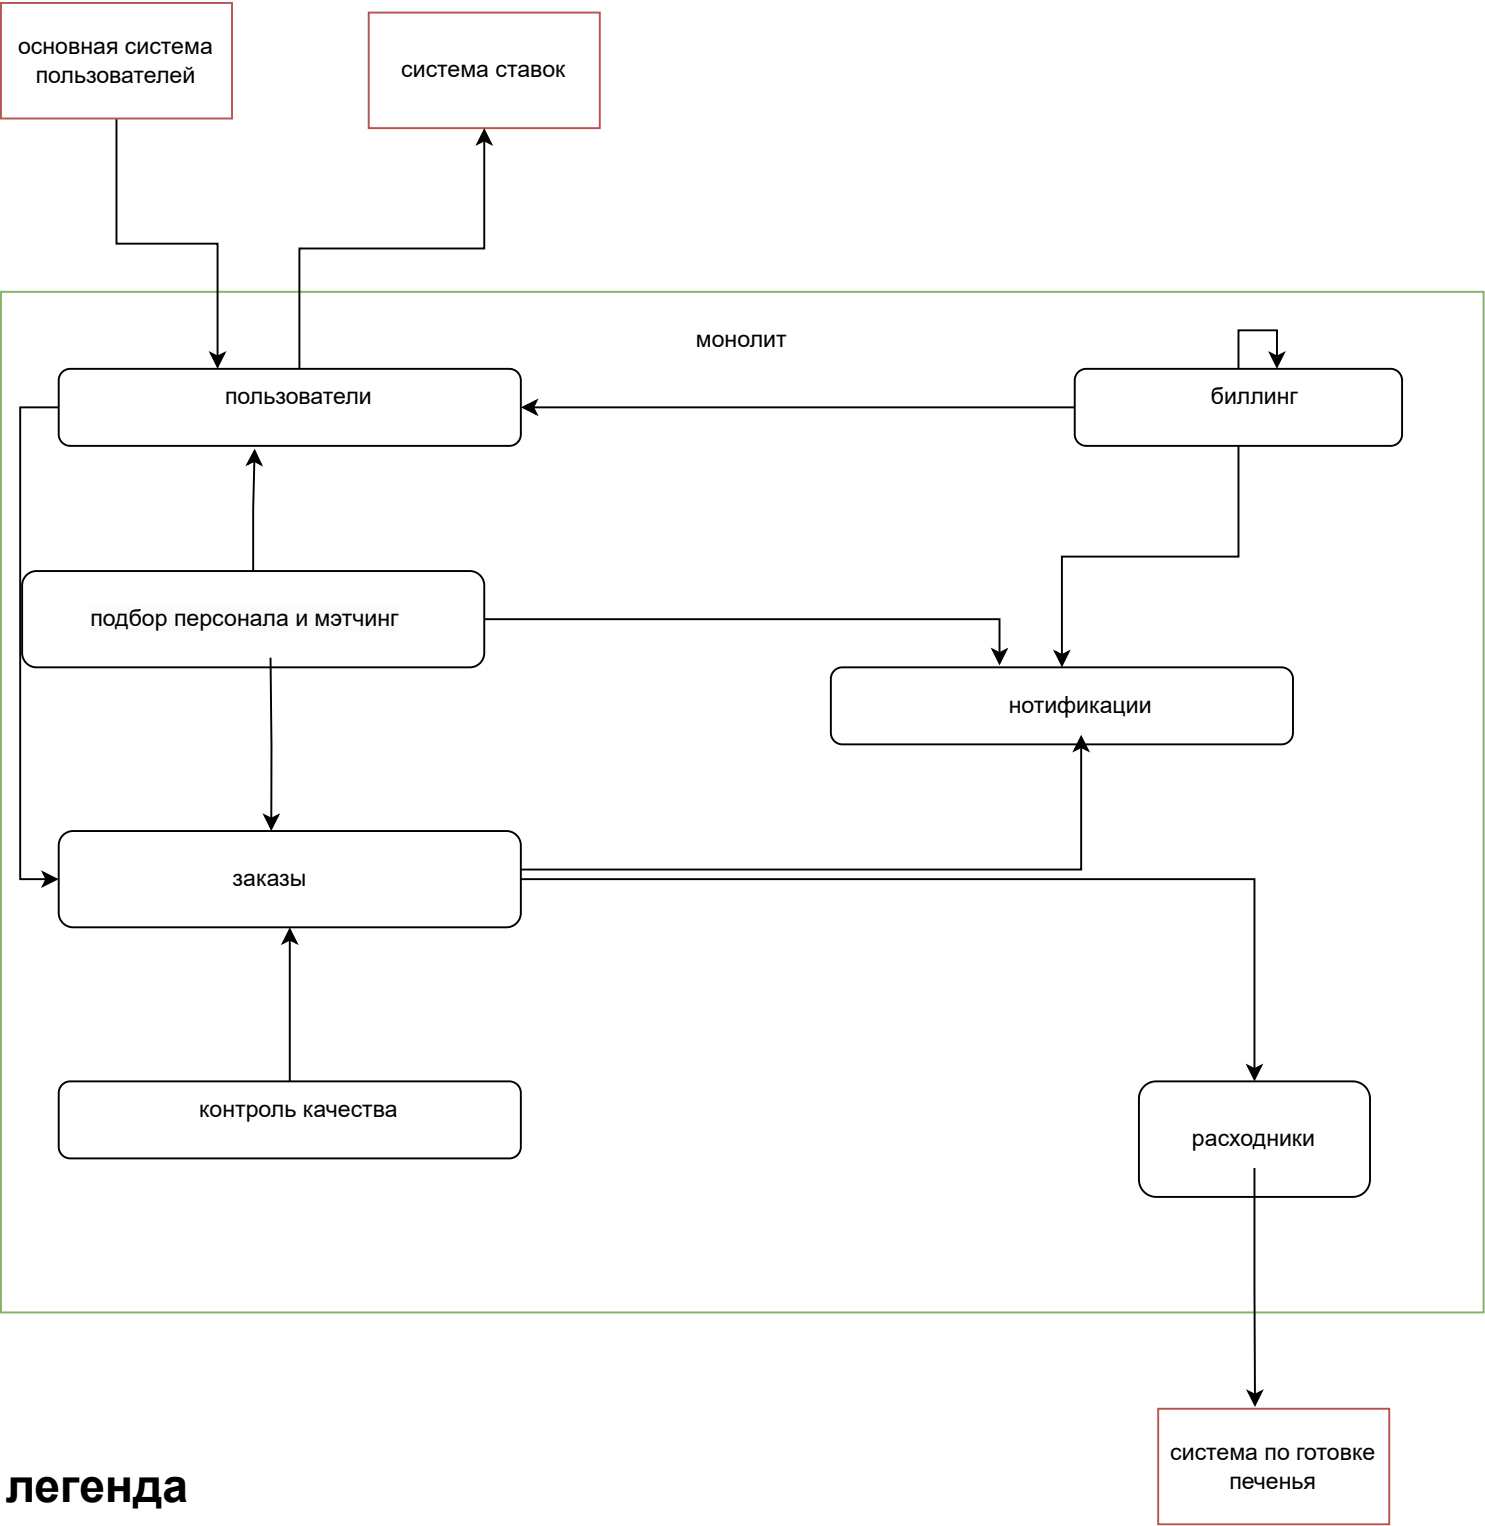 основная система
пользователей
система ставок
монолит
пользователи
биллинг
подбор персонала и мэтчинг
нотификации
заказы
контроль качества
расходники
система по готовке
печенья
легенда